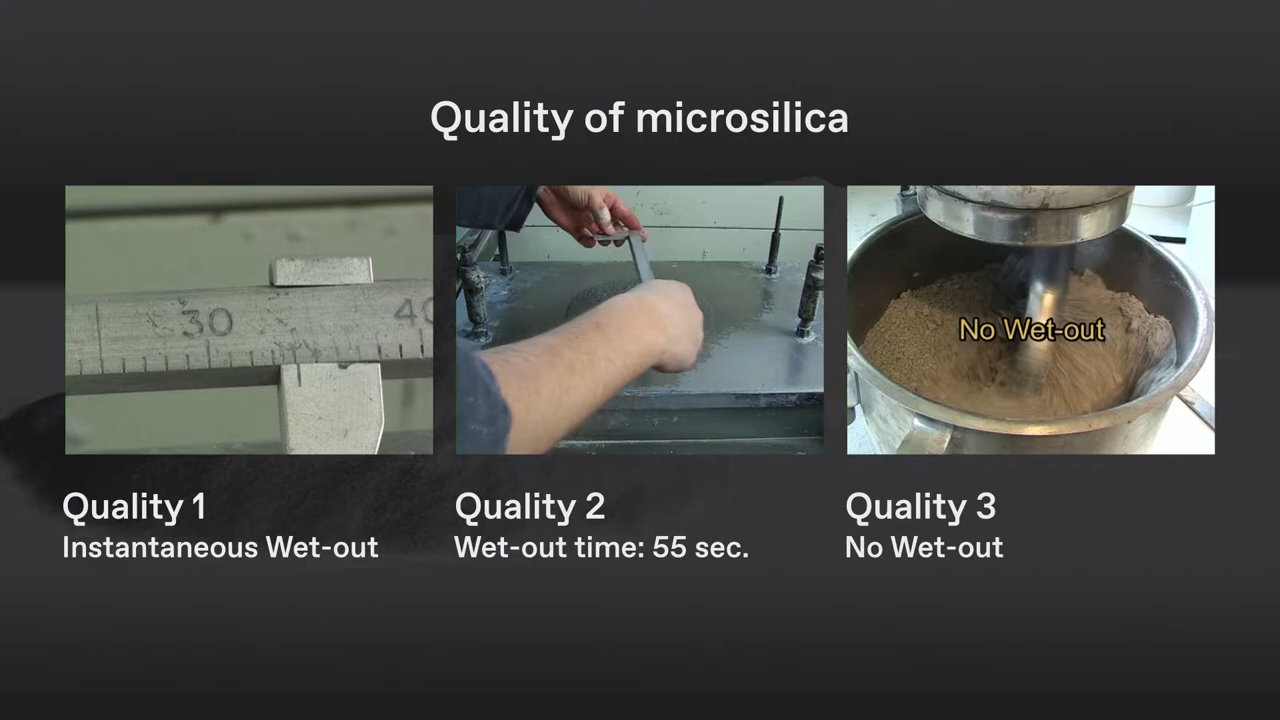 Quality of microsilica
30
40
No Wet-out
Quality 1
Instantaneous Wet-out
Quality 2
Wet-out time: 55 sec.
Quality 3
No Wet-out